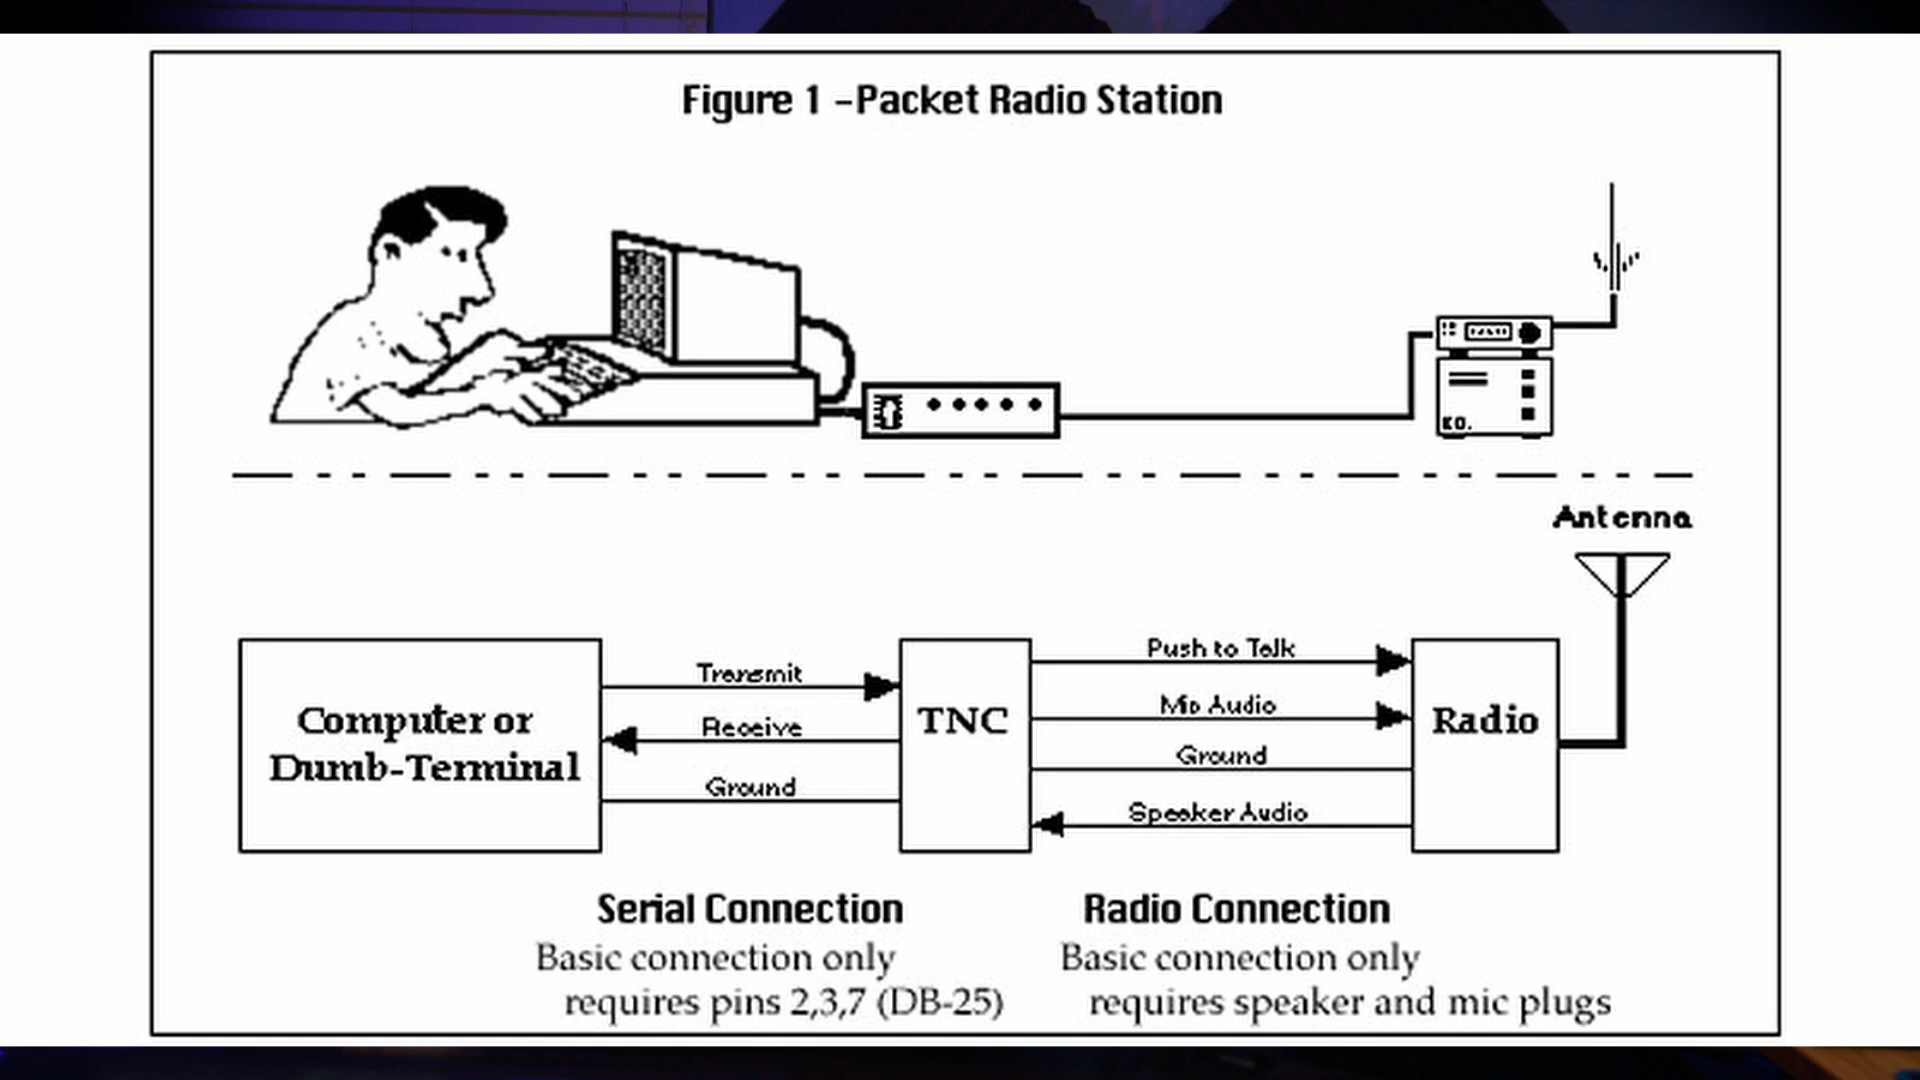 Figure 1 –Packet Radio Station
KD.
Antenna
Push to Talk
Transmit
Mic Audio
Computer or
Dumb-Terminal
TNC
Radio
Receive
Ground
Ground
Speaker Audio
Serial Connection
Basic connection only
requires pins 2,3,7 (DB-25)
Radio Connection
Basic connection only
requires speaker and mic plugs